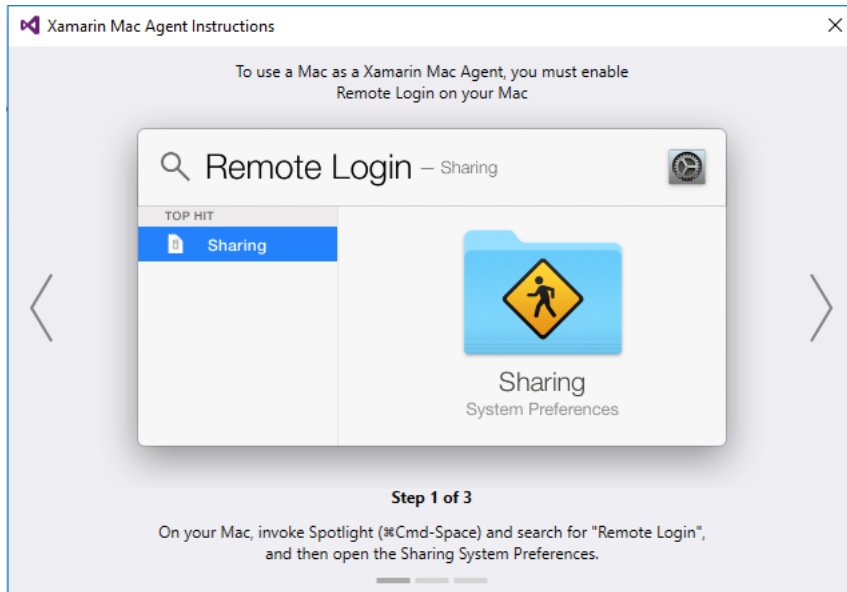 Xamarin Mac Agent Instructions
To use a Mac as a Xamarin Mac Agent, you must enable
Remote Login on your Mac
Remote Login – Sharing
TOP HIT
Sharing
Sharing
System Preferences
Step 1 of 3
On your Mac, invoke Spotlight (⌘Cmd-Space) and search for "Remote Login",
and then open the Sharing System Preferences.